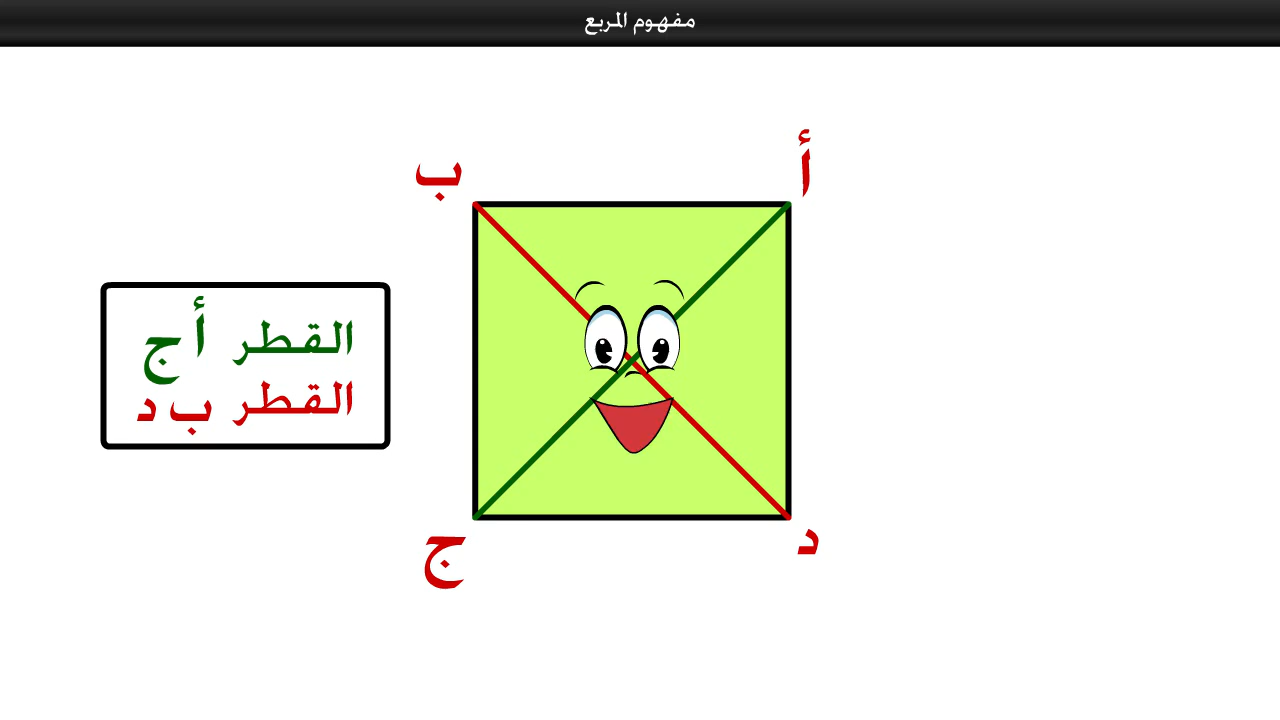 مفهوم المربع
أ
ب
القطر أ ج
القطر ب د
د
ج